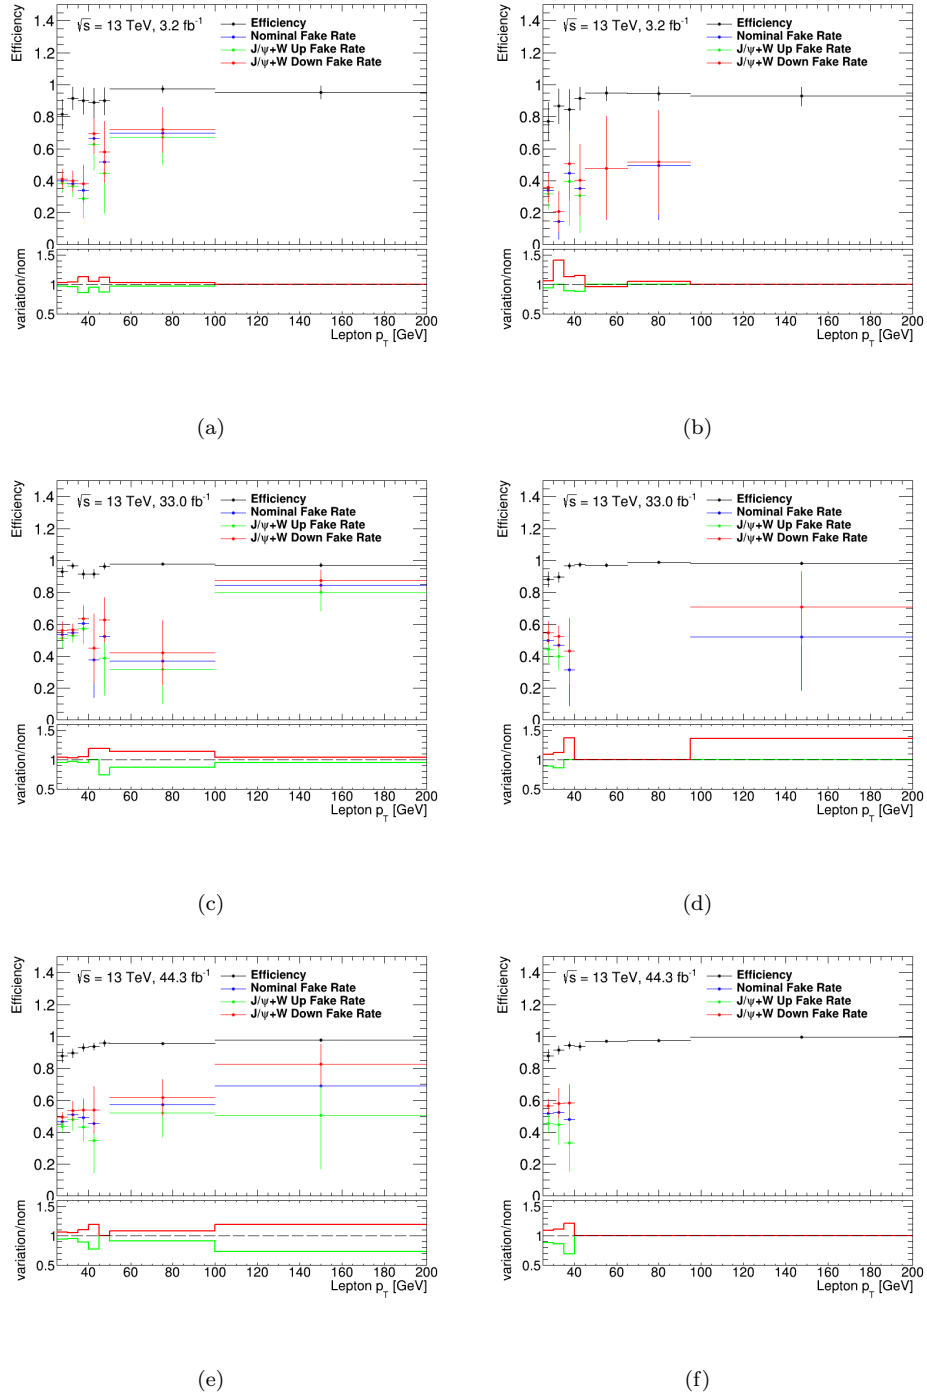 Efficiency
1.4
1.2
1
0.8
0.6
0.4
0.2
0
√s = 13 TeV, 3.2 fb⁻¹
Efficiency
Nominal Fake Rate
J/ψ+W Up Fake Rate
J/ψ+W Down Fake Rate
variation/nom
1.5
1
0.5
40 60 80 100 120 140 160 180 200
Lepton p_T [GeV]
(a)
Efficiency
1.4
1.2
1
0.8
0.6
0.4
0.2
0
√s = 13 TeV, 3.2 fb⁻¹
Efficiency
Nominal Fake Rate
J/ψ+W Up Fake Rate
J/ψ+W Down Fake Rate
variation/nom
1.5
1
0.5
40 60 80 100 120 140 160 180 200
Lepton p_T [GeV]
(b)
Efficiency
1.4
1.2
1
0.8
0.6
0.4
0.2
0
√s = 13 TeV, 33.0 fb⁻¹
Efficiency
Nominal Fake Rate
J/ψ+W Up Fake Rate
J/ψ+W Down Fake Rate
variation/nom
1.5
1
0.5
40 60 80 100 120 140 160 180 200
Lepton p_T [GeV]
(c)
Efficiency
1.4
1.2
1
0.8
0.6
0.4
0.2
0
√s = 13 TeV, 33.0 fb⁻¹
Efficiency
Nominal Fake Rate
J/ψ+W Up Fake Rate
J/ψ+W Down Fake Rate
variation/nom
1.5
1
0.5
40 60 80 100 120 140 160 180 200
Lepton p_T [GeV]
(d)
Efficiency
1.4
1.2
1
0.8
0.6
0.4
0.2
0
√s = 13 TeV, 44.3 fb⁻¹
Efficiency
Nominal Fake Rate
J/ψ+W Up Fake Rate
J/ψ+W Down Fake Rate
variation/nom
1.5
1
0.5
40 60 80 100 120 140 160 180 200
Lepton p_T [GeV]
(e)
Efficiency
1.4
1.2
1
0.8
0.6
0.4
0.2
0
√s = 13 TeV, 44.3 fb⁻¹
Efficiency
Nominal Fake Rate
J/ψ+W Up Fake Rate
J/ψ+W Down Fake Rate
variation/nom
1.5
1
0.5
40 60 80 100 120 140 160 180 200
Lepton p_T [GeV]
(f)